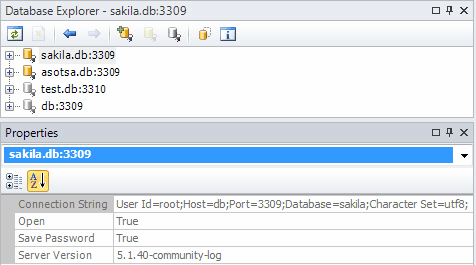 Database Explorer - sakila.db:3309
sakila.db:3309
asotsa.db:3309
test.db:3310
db:3309
Properties
sakila.db:3309
Connection String User Id=root;Host=db;Port=3309;Database=sakila;Character Set=utf8;
Open True
Save Password True
Server Version 5.1.40-community-log